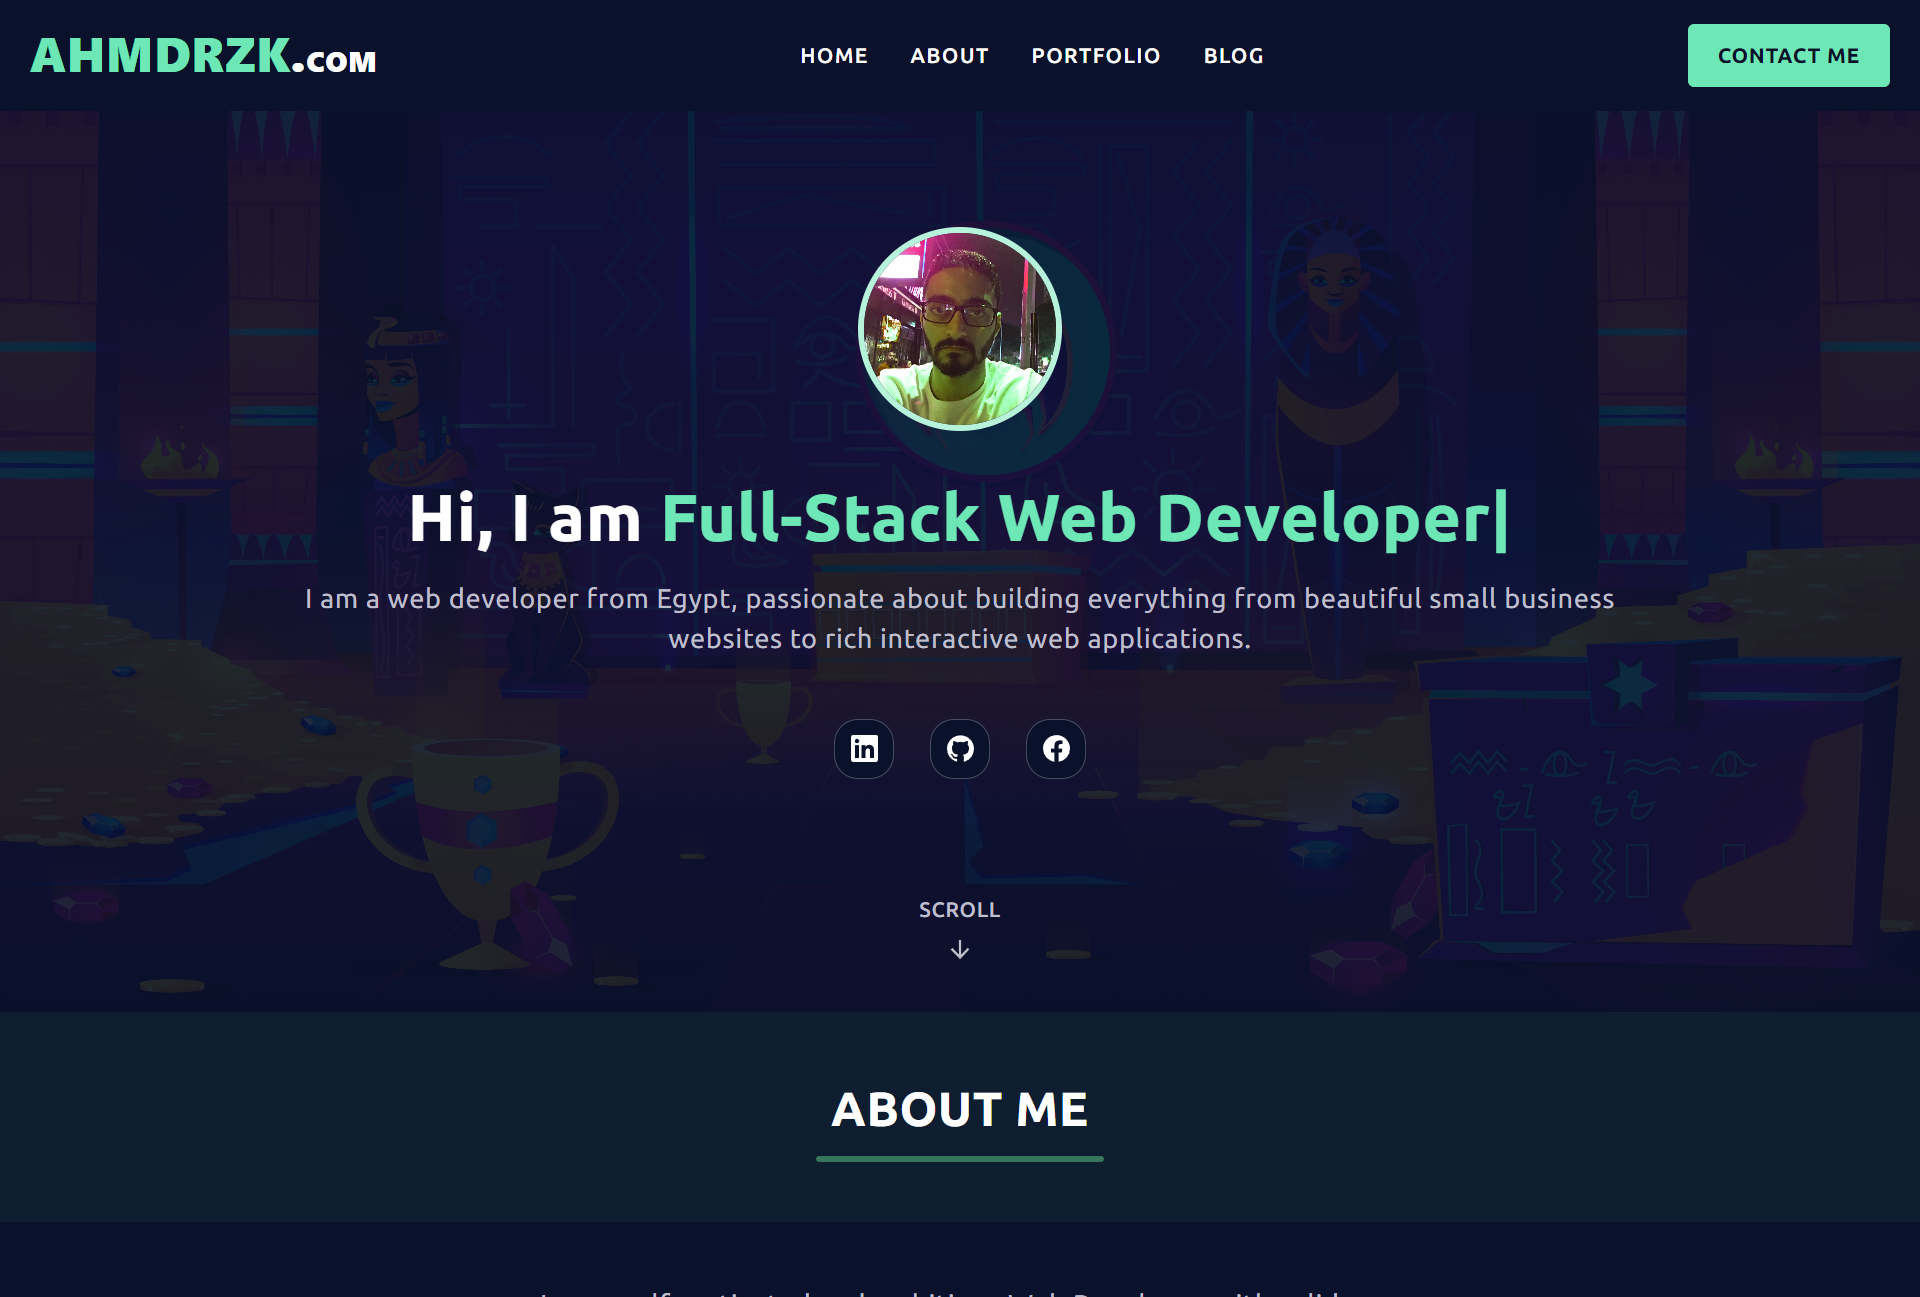 AHMDRZK.COM
HOME
ABOUT
PORTFOLIO
BLOG
CONTACT ME
Hi, I am Full-Stack Web Developer|
I am a web developer from Egypt, passionate about building everything from beautiful small business
websites to rich interactive web applications.
SCROLL
ABOUT ME